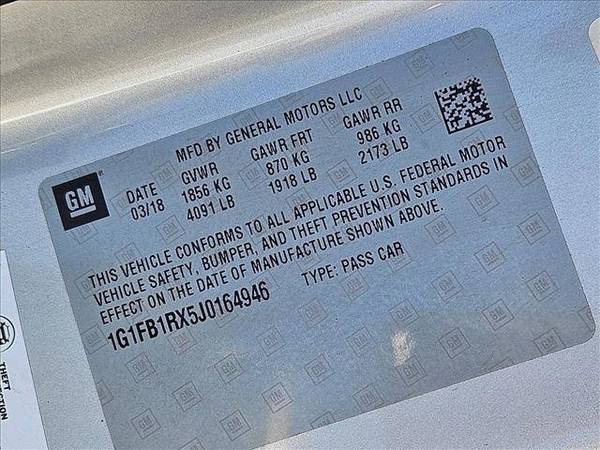 GM
MFD BY GENERAL MOTORS LLC
DATE GVWR GAWR FRT GAWR RR
03/18 1856 KG 870 KG 986 KG
4091 LB 1918 LB 2173 LB
THIS VEHICLE CONFORMS TO ALL APPLICABLE U.S. FEDERAL MOTOR
VEHICLE SAFETY, BUMPER, AND THEFT PREVENTION STANDARDS IN
EFFECT ON THE DATE OF MANUFACTURE SHOWN ABOVE.
1G1FB1RX5J0164946 TYPE: PASS CAR
THEFT